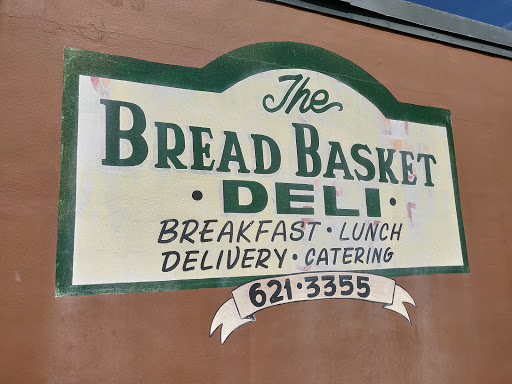 The
BREAD BASKET
• DELI •
BREAKFAST • LUNCH
DELIVERY • CATERING
621•3355